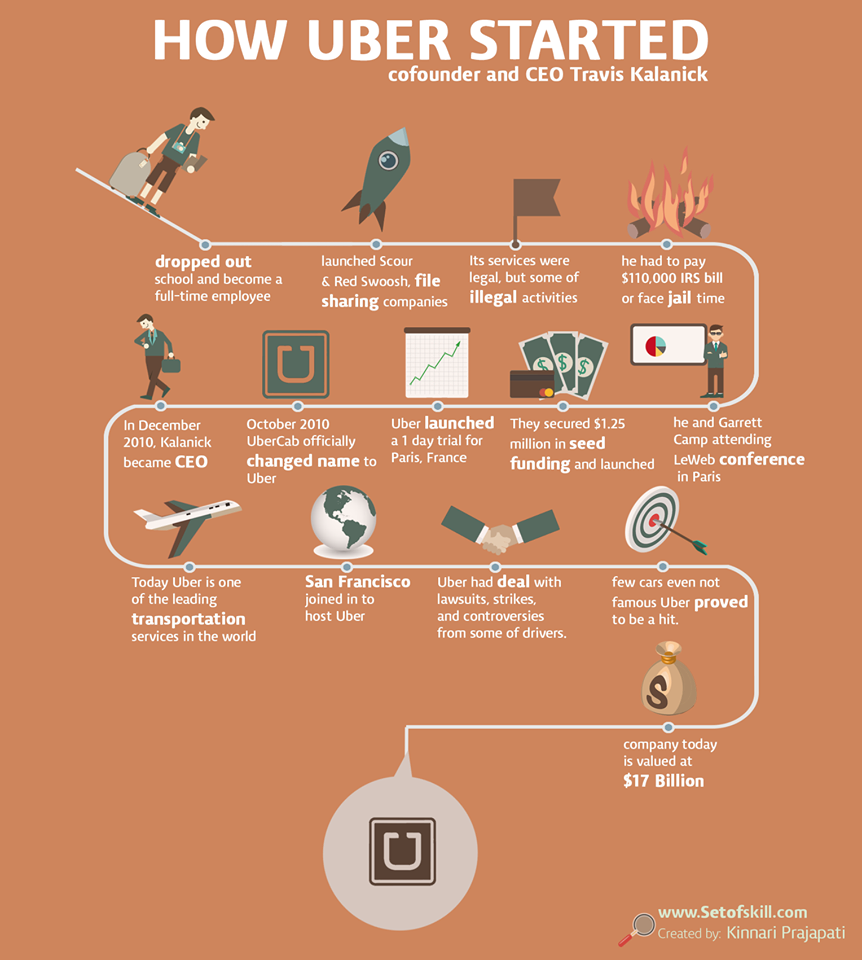 HOW UBER STARTED
cofounder and CEO Travis Kalanick
dropped out
school and become a
full-time employee
launched Scour
& Red Swoosh, file
sharing companies
Its services were
legal, but some of
illegal activities
he had to pay
$110,000 IRS bill
or face jail time
In December
2010, Kalanick
became CEO
October 2010
UberCab officially
changed name to
Uber
Uber launched
a 1 day trial for
Paris, France
They secured $1.25
million in seed
funding and launched
he and Garrett
Camp attending
LeWeb conference
in Paris
Today Uber is one
of the leading
transportation
services in the world
San Francisco
joined in to
host Uber
Uber had deal with
lawsuits, strikes,
and controversies
from some of drivers.
few cars even not
famous Uber proved
to be a hit.
S
company today
is valued at
$17 Billion
U
www.Setofskill.com
Created by: Kinnari Prajapati